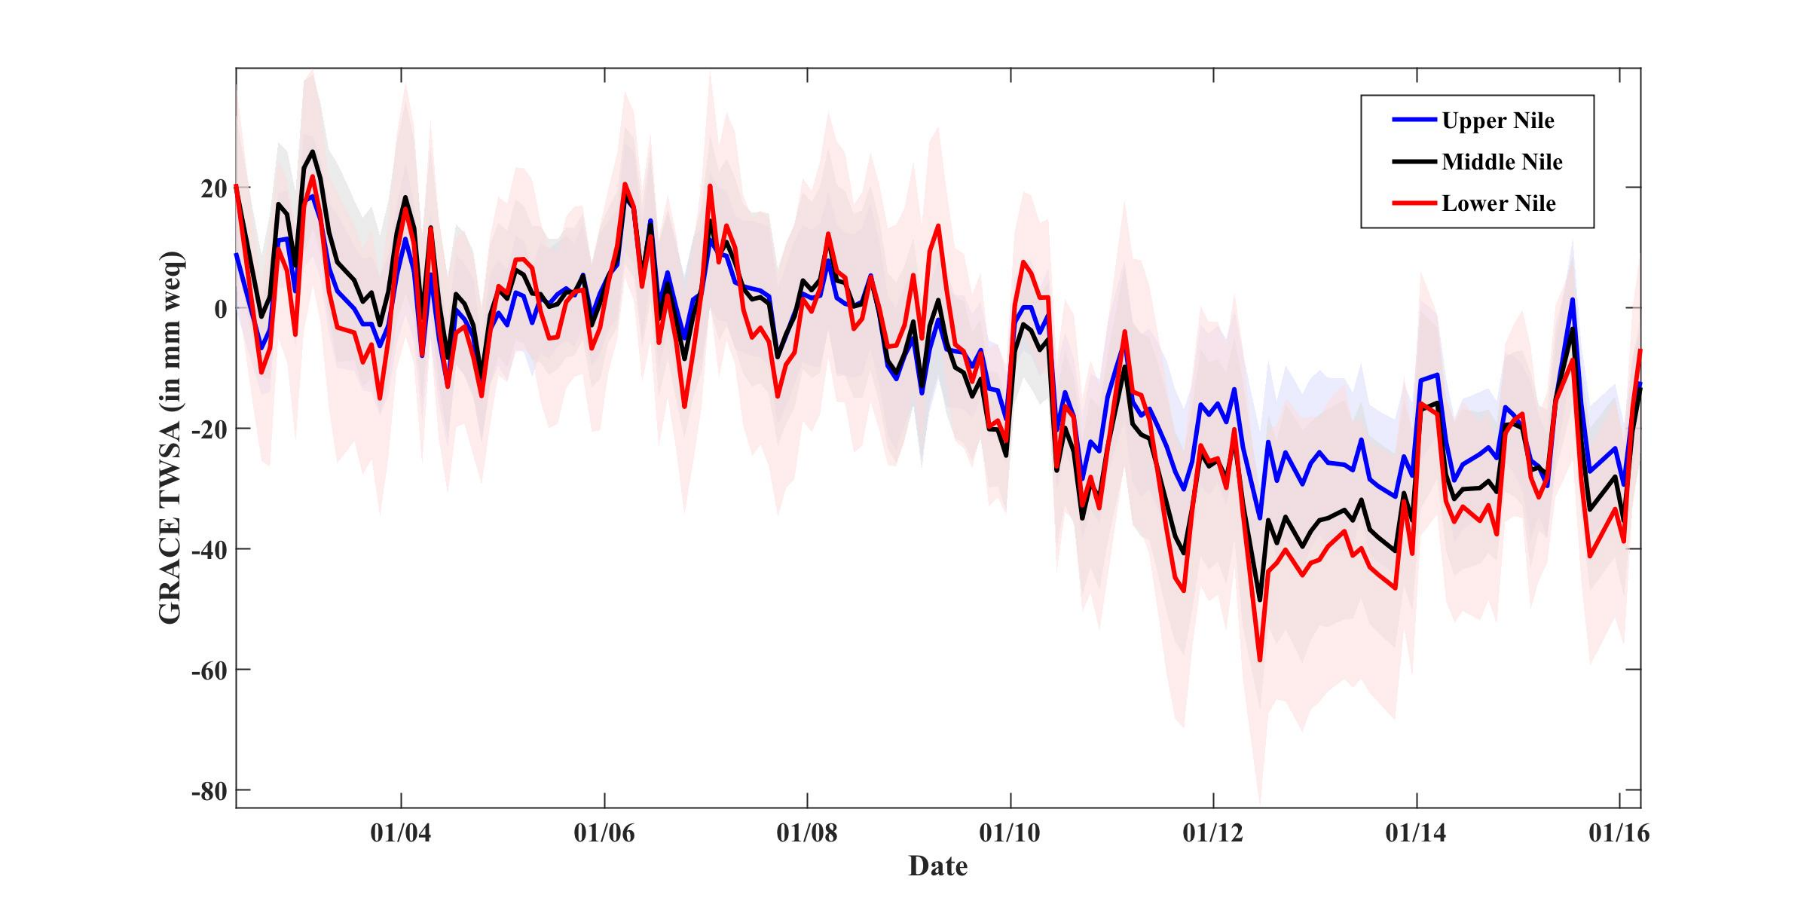 Upper Nile
Middle Nile
Lower Nile
GRACE TWSA (in mm weq)
20
0
-20
-40
-60
-80
01/04 01/06 01/08 01/10 01/12 01/14 01/16
Date